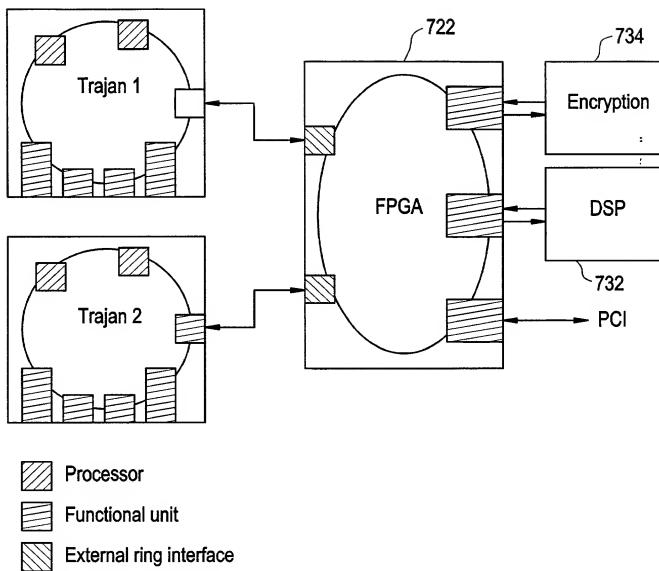 722
734
Trajan 1
Encryption
FPGA
DSP
732
Trajan 2
PCI
Processor
Functional unit
External ring interface